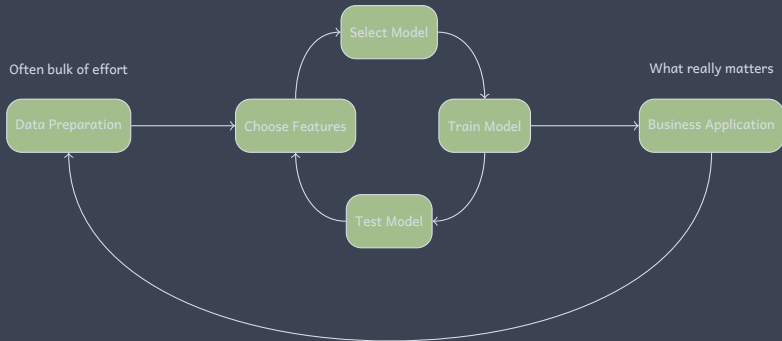 Select Model
Often bulk of effort
What really matters
Data Preparation
Choose Features
Train Model
Business Application
Test Model